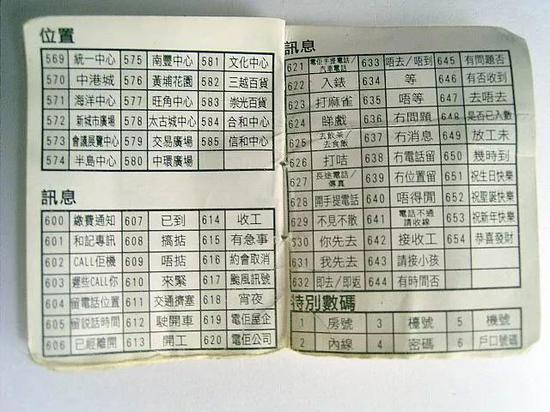 位置
569 統一中心 575 南豐中心 581 文化中心
570 中港城 576 黃埔花園 582 三越百貨
571 海洋中心 577 旺角中心 583 崇光百貨
572 新城市廣場 578 太古城中心 584 合和中心
573 會議展覽中心 579 交易廣場 585 信和中心
574 半島中心 580 中環廣場
訊息
600 繳費通知 607 已到 614 收工
601 和記專訊 608 搞掂 615 有急事
602 CALL佢機 609 唔掂 616 約會取消
603 遲些CALL你 610 來緊 617 颱風訊號
604 留電話位置 611 交通擠塞 618 宵夜
605 留説話時間 612 駛開車 619 電佢屋企
606 已經離開 613 開工 620 電佢公司
訊息
621 電佢手提電話/汽車電話 633 唔去/唔到 645 有問題否
622 入錶 634 等 646 有否收到
623 打麻雀 635 唔等 647 去唔去
624 睇戲 636 冇問題 648 是否已入數
625 去飲茶/去食飯 637 冇消息 649 放工未
626 打咭 638 冇電話留 650 幾時到
627 長途電話/傳真 639 冇位置留 651 祝生日快樂
628 開手提電話 640 唔得閒 652 祝聖誕快樂
629 不見不散 641 電話不通請收線 653 祝新年快樂
630 你先去 642 接收工 654 恭喜發財
631 我先去 643 請接小孩
632 即去/即返 644 有時間否
特別數碼
1 房號 3 檯號 5 機號
2 內線 4 密碼 6 戶口號碼